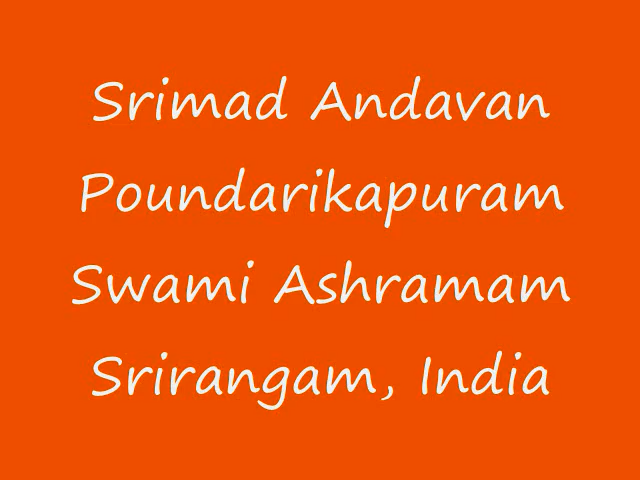 Srimad Andavan
Poundarikapuram
Swami Ashramam
Srirangam, India